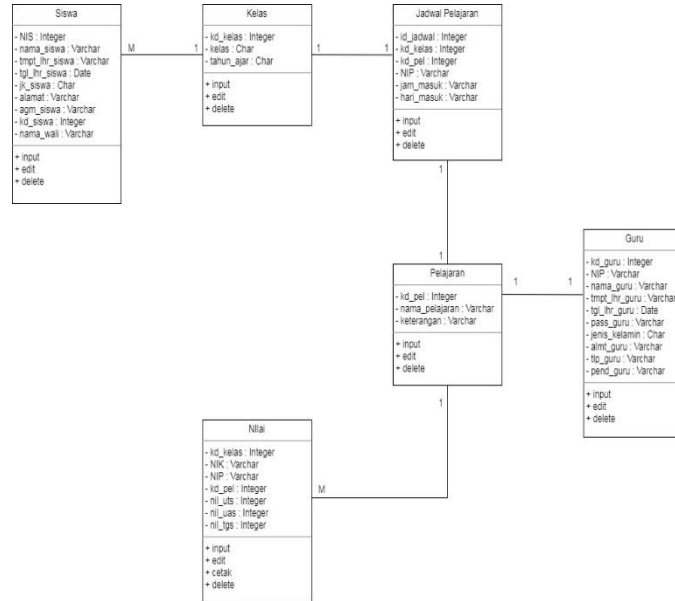 Siswa
- NIS : Integer
- nama_siswa : Varchar
- tmpt_lhr_siswa : Varchar
- tgl_lhr_siswa : Date
- jk_siswa : Char
- alamat : Varchar
- agm_siswa : Varchar
- kd_siswa : Integer
- nama_wali : Varchar
+ input
+ edit
+ delete
M
1
Kelas
- kd_kelas : Integer
- kelas : Char
- tahun_ajar : Char
+ input
+ edit
+ delete
1
1
Jadwal Pelajaran
- id_jadwal : Integer
- kd_kelas : Integer
- kd_pel : Integer
- NIP : Varchar
- jam_masuk : Varchar
- hari_masuk : Varchar
+ input
+ edit
+ delete
1
1
Pelajaran
- kd_pel : Integer
- nama_pelajaran : Varchar
- keterangan : Varchar
+ input
+ edit
+ delete
1
1
Guru
- kd_guru : Integer
- NIP : Varchar
- nama_guru : Varchar
- tmpt_lhr_guru : Varchar
- tgl_lhr_guru : Date
- pass_guru : Varchar
- jenis_kelamin : Char
- almt_guru : Varchar
- tlp_guru : Varchar
- pend_guru : Varchar
+ input
+ edit
+ delete
1
M
NIlai
- kd_kelas : Integer
- NIK : Varchar
- NIP : Varchar
- kd_pel : Integer
- nil_uts : Integer
- nil_uas : Integer
- nil_tgs : Integer
+ input
+ edit
+ cetak
+ delete